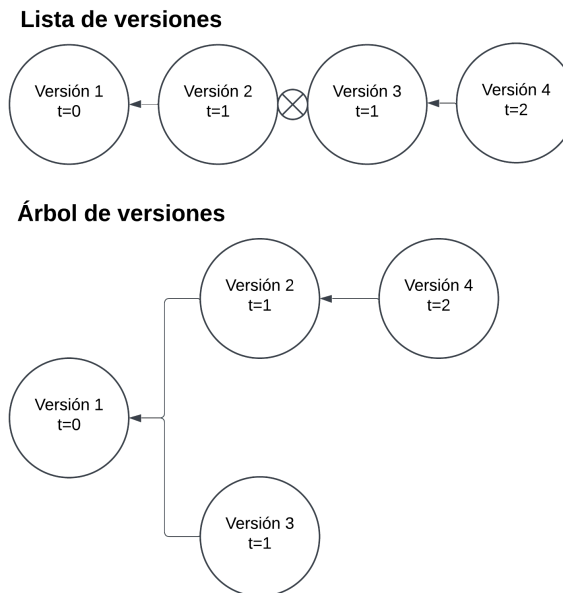 Lista de versiones
Versión 1
t=0
Versión 2
t=1
Versión 3
t=1
Versión 4
t=2
Árbol de versiones
Versión 2
t=1
Versión 4
t=2
Versión 1
t=0
Versión 3
t=1